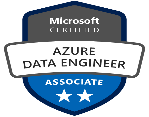 Microsoft
CERTIFIED
AZURE
DATA ENGINEER
ASSOCIATE